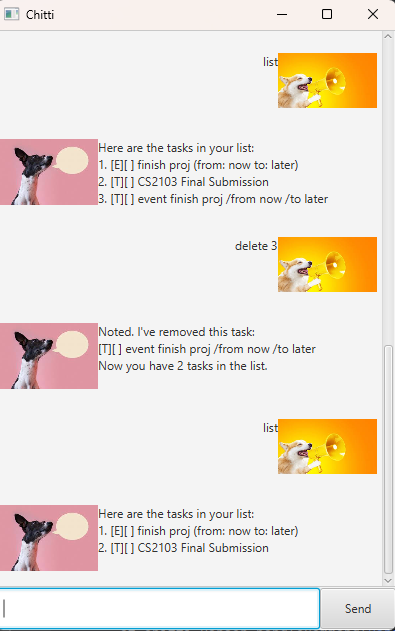 Chitti
list
Here are the tasks in your list:
1. [E][ ] finish proj (from: now to: later)
2. [T][ ] CS2103 Final Submission
3. [T][ ] event finish proj /from now /to later
delete 3
Noted. I've removed this task:
[T][ ] event finish proj /from now /to later
Now you have 2 tasks in the list.
list
Here are the tasks in your list:
1. [E][ ] finish proj (from: now to: later)
2. [T][ ] CS2103 Final Submission
Send